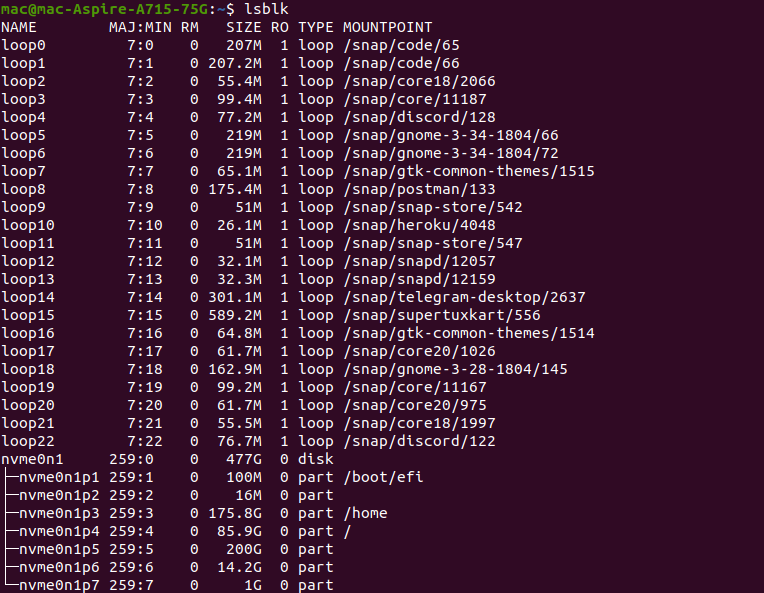 mac@mac-Aspire-A715-75G:~$ lsblk
NAME        MAJ:MIN RM   SIZE RO TYPE MOUNTPOINT
loop0         7:0    0   207M  1 loop /snap/code/65
loop1         7:1    0 207.2M  1 loop /snap/code/66
loop2         7:2    0  55.4M  1 loop /snap/core18/2066
loop3         7:3    0  99.4M  1 loop /snap/core/11187
loop4         7:4    0  77.2M  1 loop /snap/discord/128
loop5         7:5    0   219M  1 loop /snap/gnome-3-34-1804/66
loop6         7:6    0   219M  1 loop /snap/gnome-3-34-1804/72
loop7         7:7    0  65.1M  1 loop /snap/gtk-common-themes/1515
loop8         7:8    0 175.4M  1 loop /snap/postman/133
loop9         7:9    0    51M  1 loop /snap/snap-store/542
loop10        7:10   0  26.1M  1 loop /snap/heroku/4048
loop11        7:11   0    51M  1 loop /snap/snap-store/547
loop12        7:12   0  32.1M  1 loop /snap/snapd/12057
loop13        7:13   0  32.3M  1 loop /snap/snapd/12159
loop14        7:14   0 301.1M  1 loop /snap/telegram-desktop/2637
loop15        7:15   0 589.2M  1 loop /snap/supertuxkart/556
loop16        7:16   0  64.8M  1 loop /snap/gtk-common-themes/1514
loop17        7:17   0  61.7M  1 loop /snap/core20/1026
loop18        7:18   0 162.9M  1 loop /snap/gnome-3-28-1804/145
loop19        7:19   0  99.2M  1 loop /snap/core/11167
loop20        7:20   0  61.7M  1 loop /snap/core20/975
loop21        7:21   0  55.5M  1 loop /snap/core18/1997
loop22        7:22   0  76.7M  1 loop /snap/discord/122
nvme0n1     259:0    0   477G  0 disk
├─nvme0n1p1 259:1    0   100M  0 part /boot/efi
├─nvme0n1p2 259:2    0    16M  0 part
├─nvme0n1p3 259:3    0 175.8G  0 part /home
├─nvme0n1p4 259:4    0  85.9G  0 part /
├─nvme0n1p5 259:5    0   200G  0 part
├─nvme0n1p6 259:6    0  14.2G  0 part
└─nvme0n1p7 259:7    0     1G  0 part